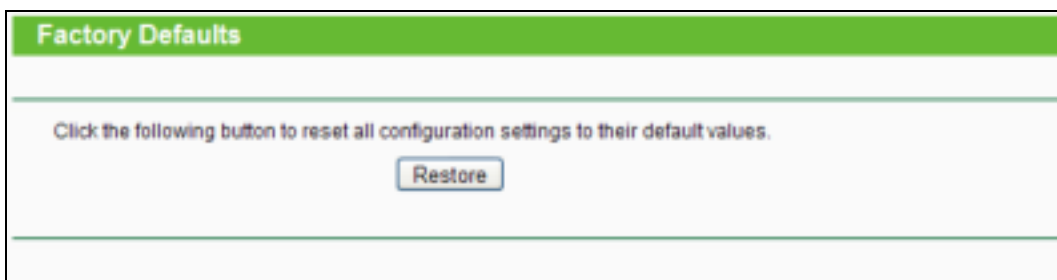 Factory Defaults
Click the following button to reset all configuration settings to their default values.
Restore